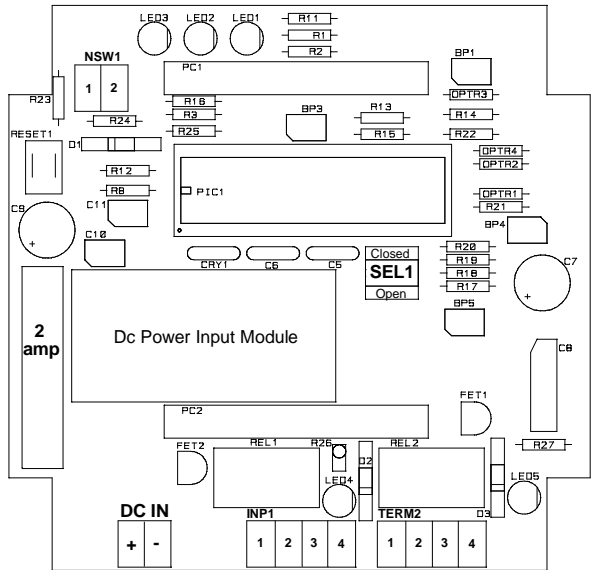 LED3 LED2 LED1 R11
R1
R2
NSW1
1 2
PC1
BP1
R23
R16
R3
R25
R24
BP3
R13
R15
OPTR3
R14
R22
RESET1
D1
OPTR4
OPTR2
R12
R8
PIC1
OPTR1
R21
C9
C11
BP4
C10
CRY1 C6 C5
Closed
SEL1
Open
R20
R19
R18
R17
C7
BP5
2
amp
Dc Power Input Module
C8
PC2
FET1
FET2
REL1
R26
REL2
R27
D2
LED4
LED5
D3
DC IN
+ -
INP1
1 2 3 4
TERM2
1 2 3 4